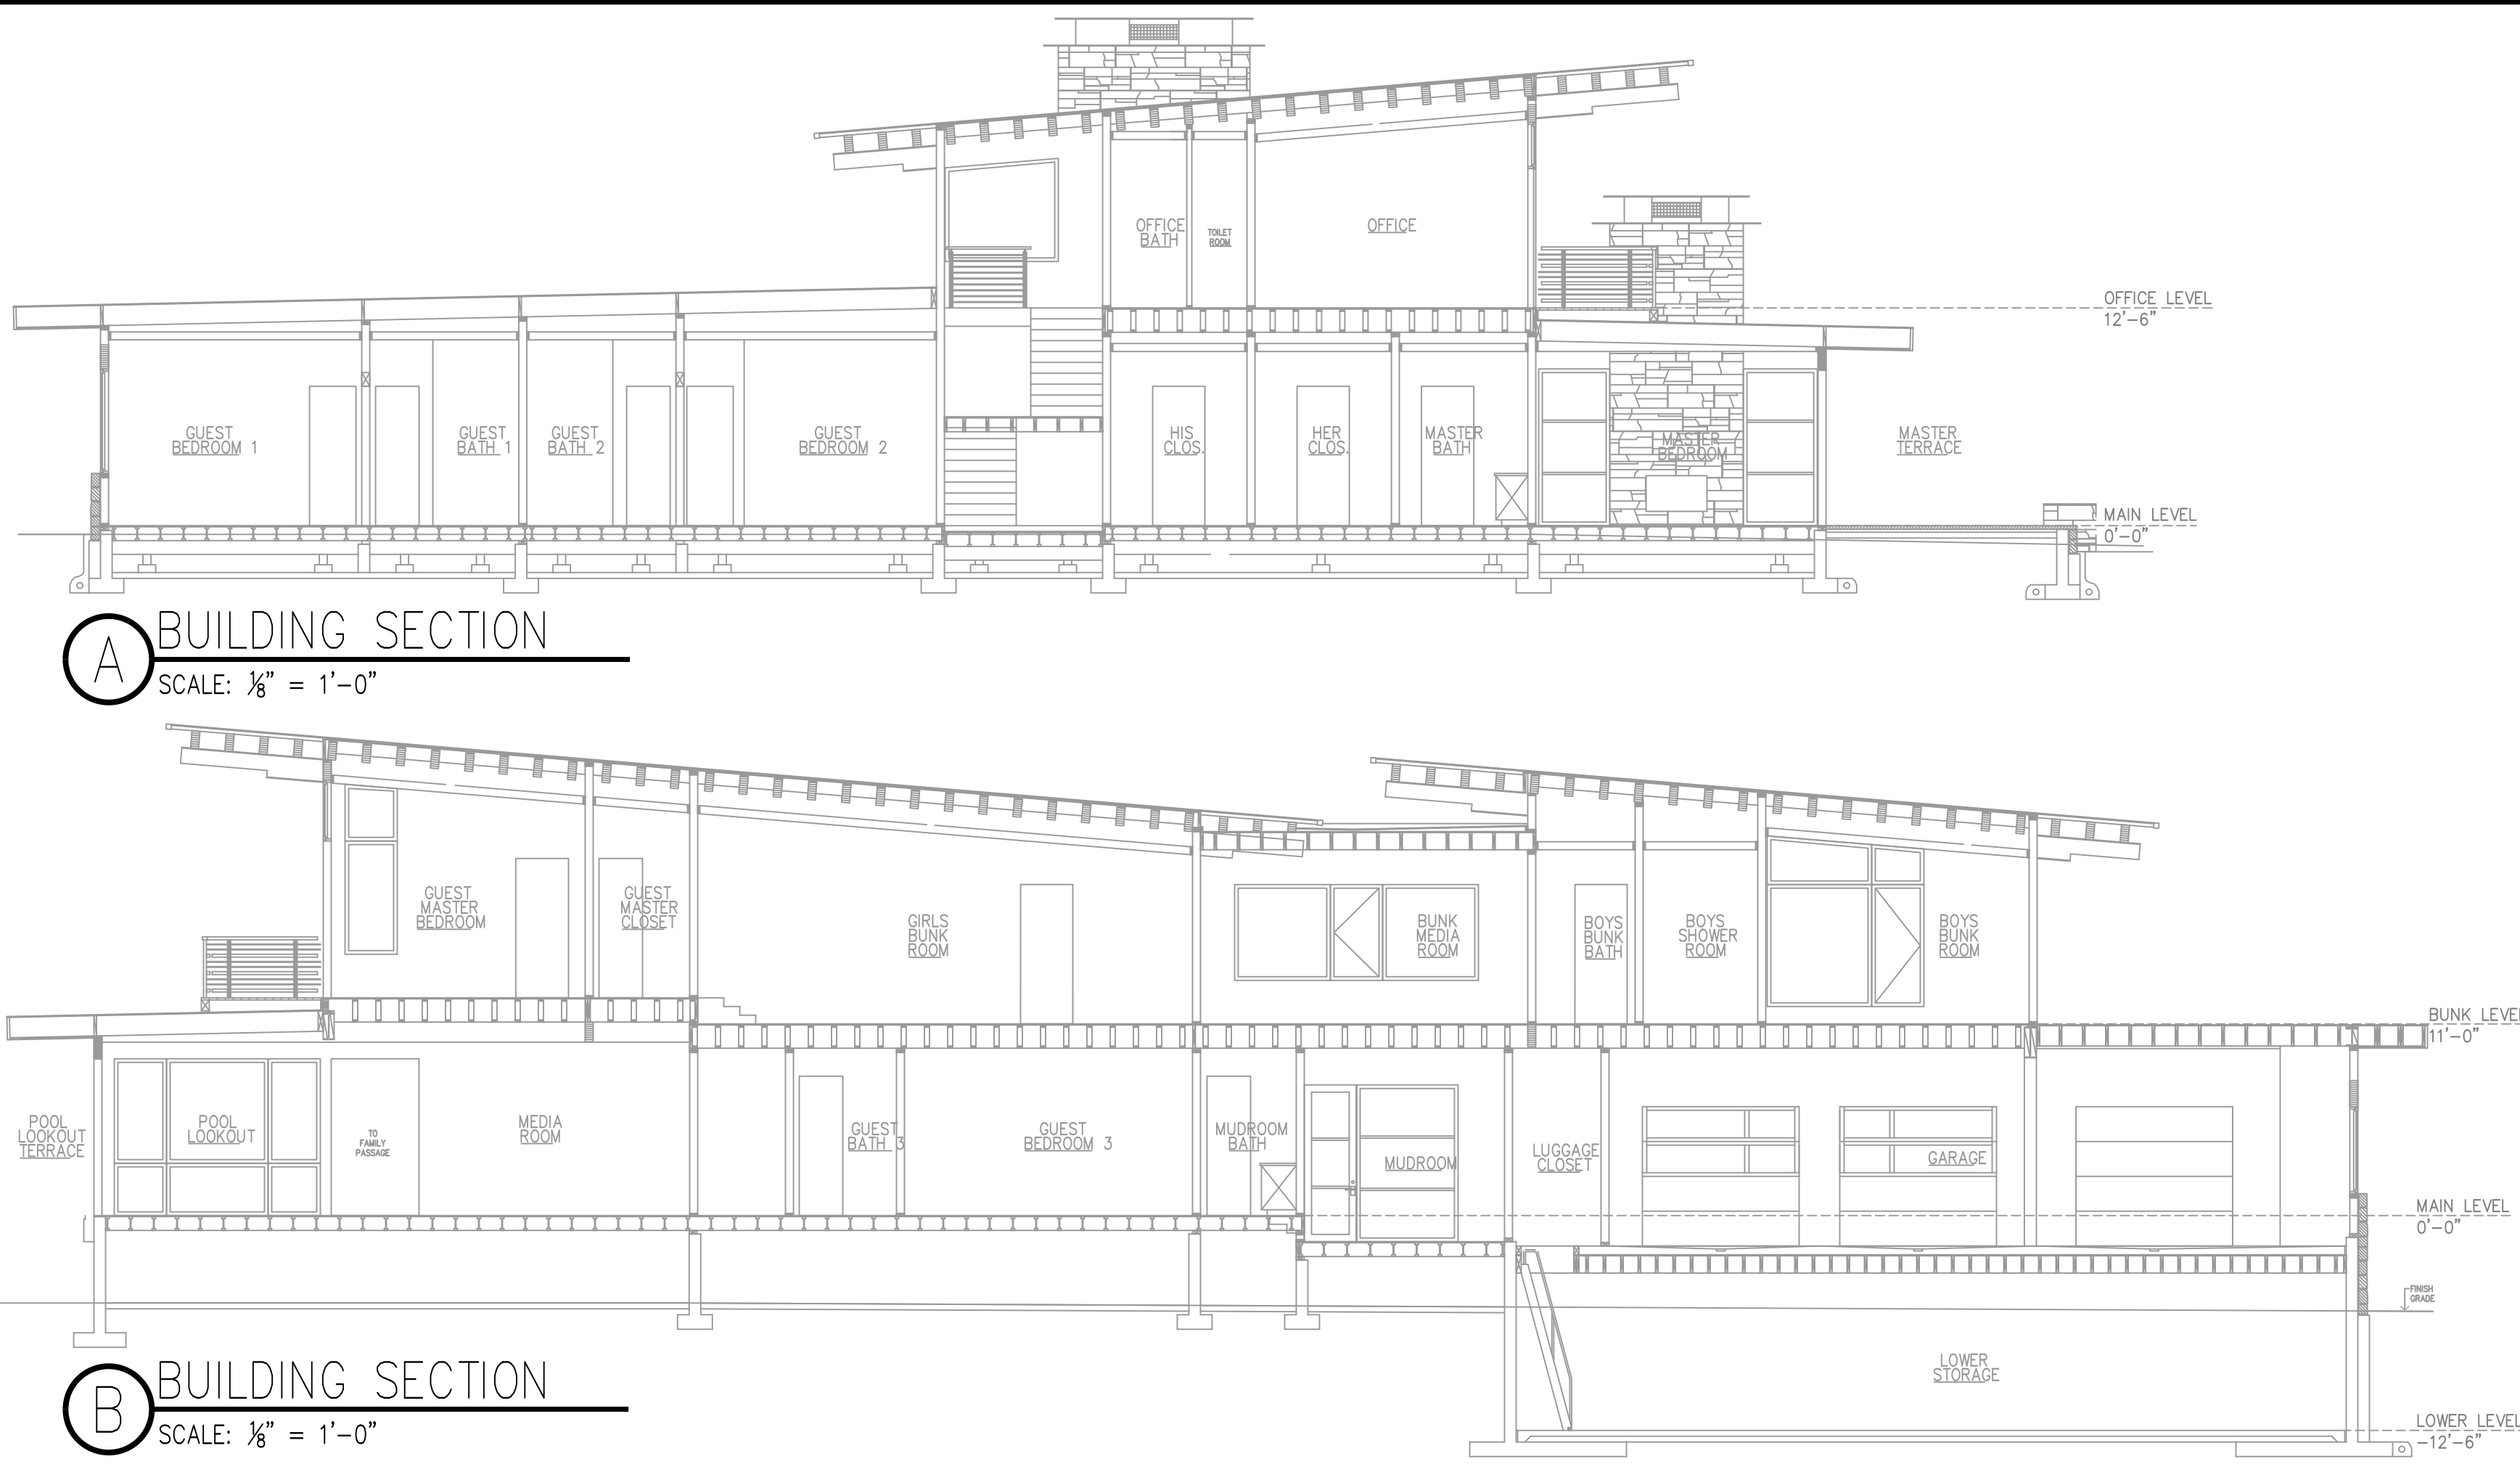 OFFICE
BATH
TOILET
ROOM
OFFICE
OFFICE LEVEL
12'-6"
GUEST
BEDROOM 1
GUEST
BATH 1
GUEST
BATH 2
GUEST
BEDROOM 2
HIS
CLOS.
HER
CLOS.
MASTER
BATH
MASTER
BEDROOM
MASTER
TERRACE
MAIN LEVEL
0'-0"
A
BUILDING SECTION
SCALE: ⅛" = 1'-0"
GUEST
MASTER
BEDROOM
GUEST
MASTER
CLOSET
GIRLS
BUNK
ROOM
BUNK
MEDIA
ROOM
BOYS
BUNK
BATH
BOYS
SHOWER
ROOM
BOYS
BUNK
ROOM
BUNK LEVEL
11'-0"
POOL
LOOKOUT
TERRACE
POOL
LOOKOUT
TO
FAMILY
PASSAGE
MEDIA
ROOM
GUEST
BATH 3
GUEST
BEDROOM 3
MUDROOM
BATH
MUDROOM
LUGGAGE
CLOSET
GARAGE
MAIN LEVEL
0'-0"
FINISH
GRADE
LOWER
STORAGE
LOWER LEVEL
-12'-6"
B
BUILDING SECTION
SCALE: ⅛" = 1'-0"